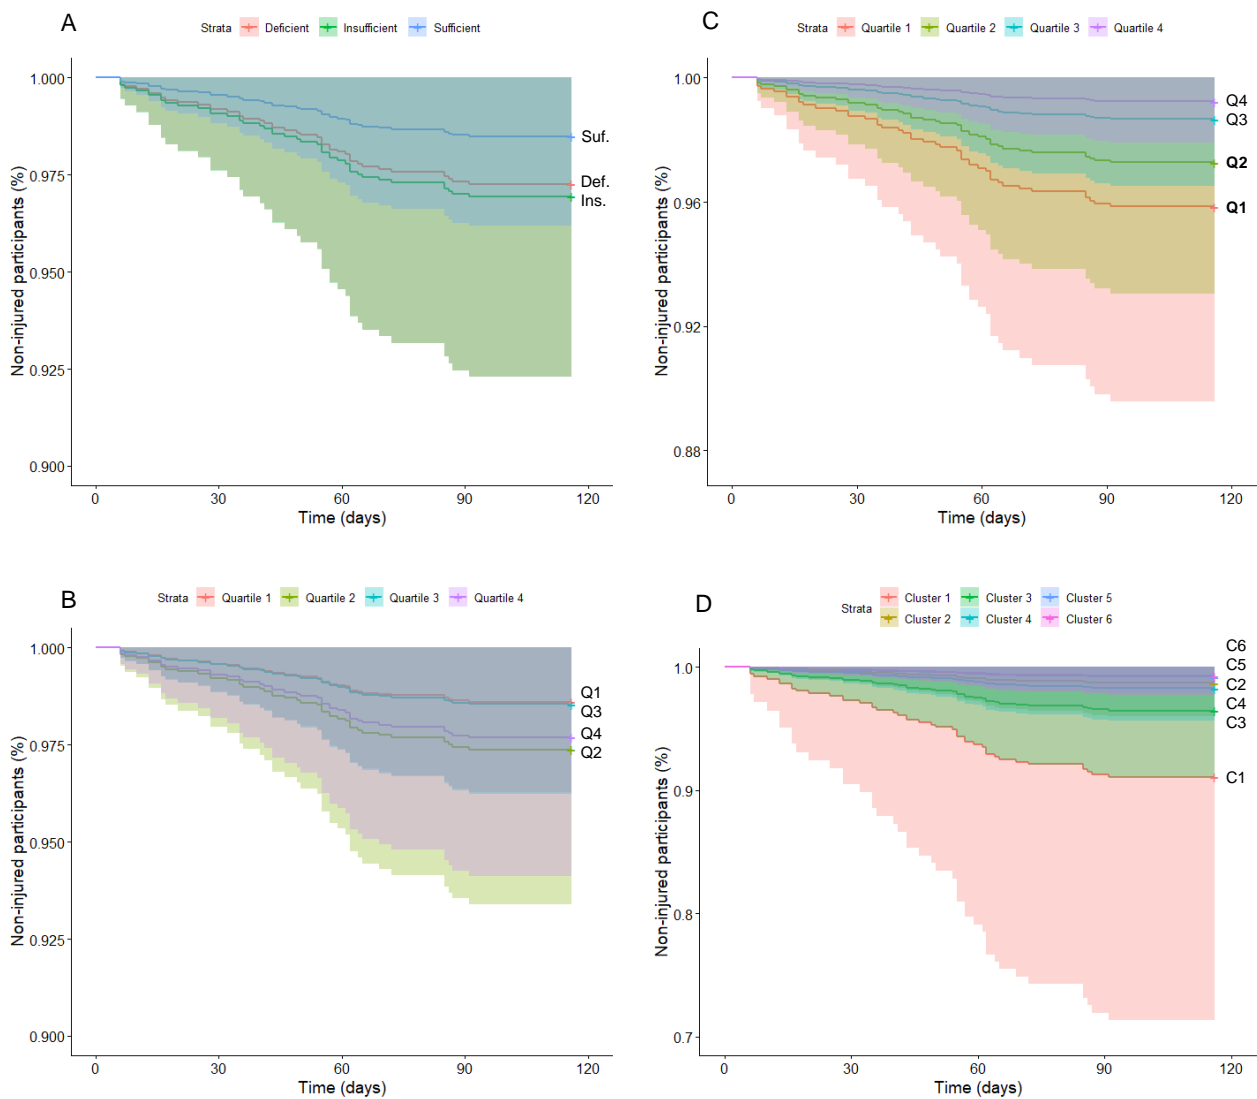 A
Strata Deficient Insufficient Sufficient
Non-injured participants (%)
1.000
0.975
0.950
0.925
0.900
Suf.
Def.
Ins.
0 30 60 90 120
Time (days)
C
Strata Quartile 1 Quartile 2 Quartile 3 Quartile 4
Non-injured participants (%)
1.00
0.96
0.92
0.88
Q4
Q3
Q2
Q1
0 30 60 90 120
Time (days)
B
Strata Quartile 1 Quartile 2 Quartile 3 Quartile 4
Non-injured participants (%)
1.000
0.975
0.950
0.925
0.900
Q1
Q3
Q4
Q2
0 30 60 90 120
Time (days)
D
Strata
Cluster 1 Cluster 3 Cluster 5
Cluster 2 Cluster 4 Cluster 6
Non-injured participants (%)
1.0
0.9
0.8
0.7
C6
C5
C2
C4
C3
C1
0 30 60 90 120
Time (days)